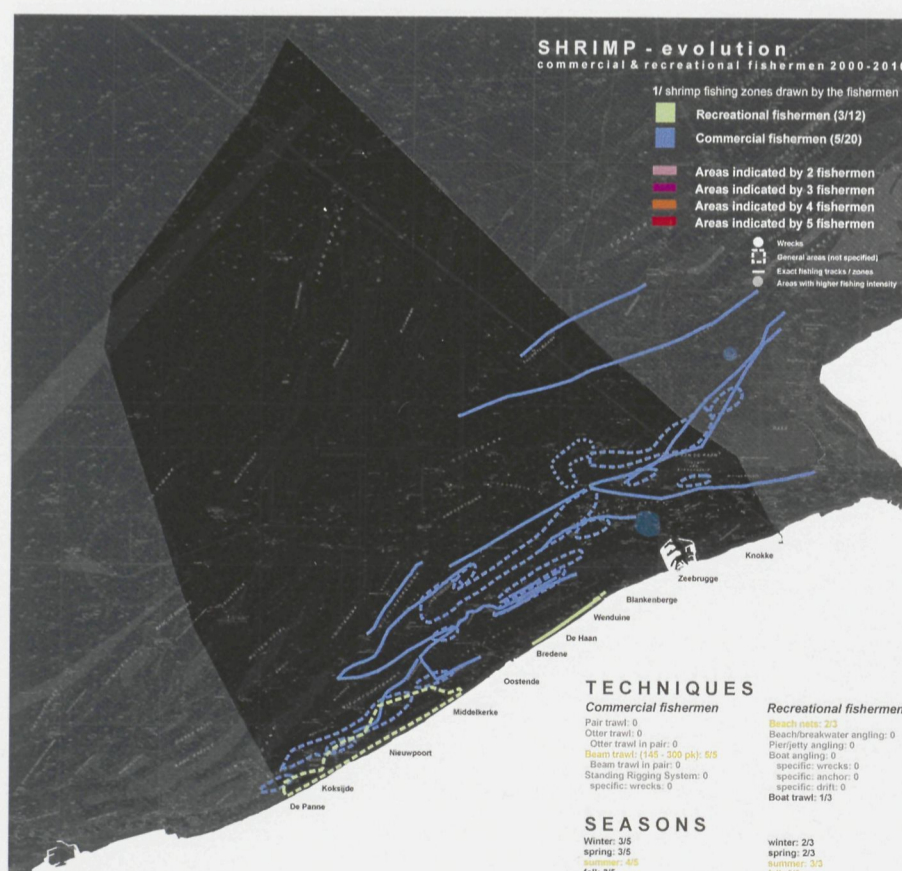 SHRIMP - evolution
commercial & recreational fishermen 2000-2010
1/ shrimp fishing zones drawn by the fishermen
Recreational fishermen (3/12)
Commercial fishermen (5/20)
Areas indicated by 2 fishermen
Areas indicated by 3 fishermen
Areas indicated by 4 fishermen
Areas indicated by 5 fishermen
Wrecks
General areas (not specified)
Exact fishing tracks / zones
Areas with higher fishing intensity
Knokke
Zeebrugge
Blankenberge
Wenduine
De Haan
Bredene
Oostende
Middelkerke
Nieuwpoort
Koksijde
De Panne
TECHNIQUES
Commercial fishermen
Pair trawl: 0
Otter trawl: 0
Otter trawl in pair: 0
Beam trawl: (145 - 300 pk): 5/5
Beam trawl in pair: 0
Standing Rigging System: 0
specific: wrecks: 0
Recreational fishermen
Beach nets: 2/3
Beach/breakwater angling: 0
Pier/jetty angling: 0
Boat angling: 0
specific: wrecks: 0
specific: anchor: 0
specific: drift: 0
Boat trawl: 1/3
SEASONS
Winter: 3/5
spring: 3/5
summer: 4/5
winter: 2/3
spring: 2/3
summer: 3/3